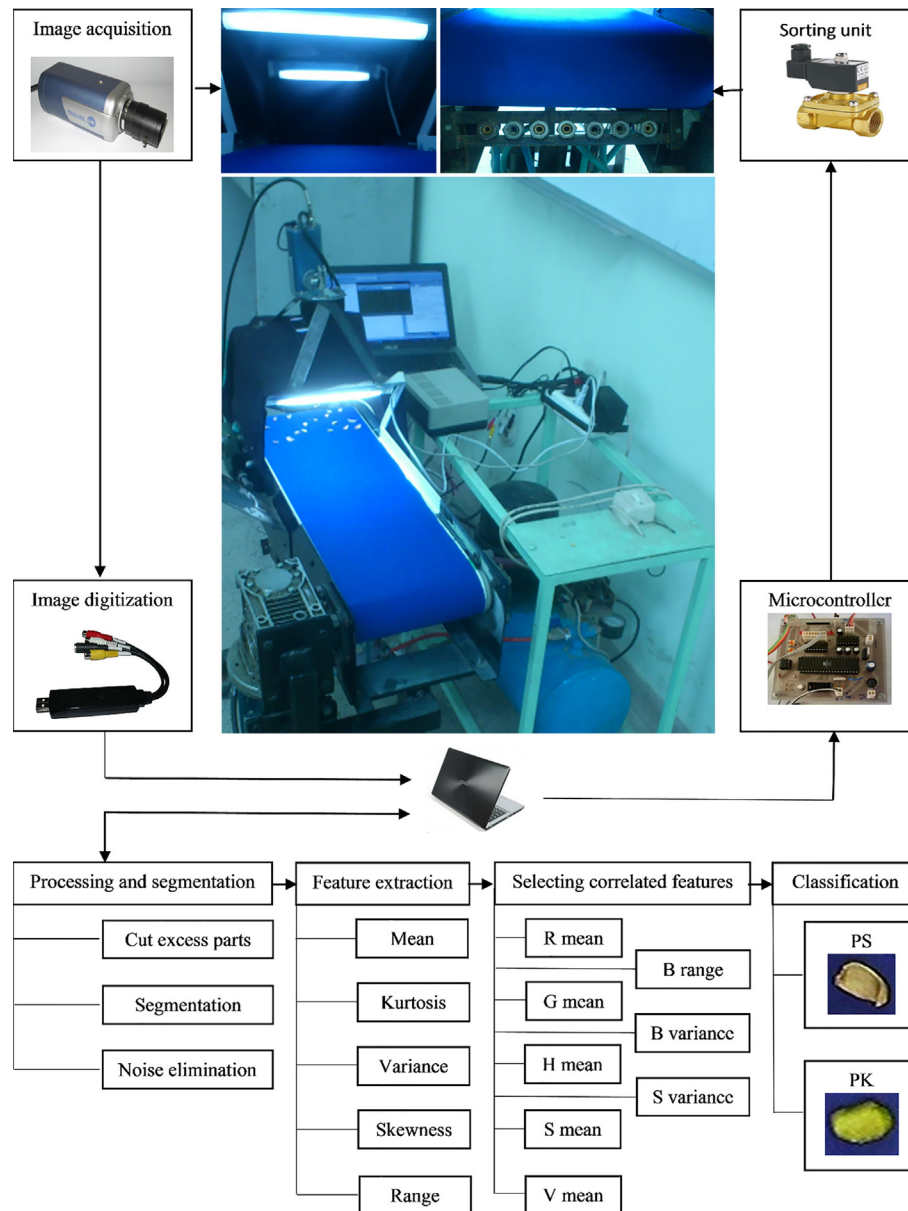 Image acquisition
Sorting unit
Image digitization
Microcontroller
Processing and segmentation
Feature extraction
Selecting correlated features
Classification
Cut excess parts
Segmentation
Noise elimination
Mean
Kurtosis
Variance
Skewness
Range
R mean
B range
G mean
B variance
H mean
S variance
S mean
V mean
PS
PK